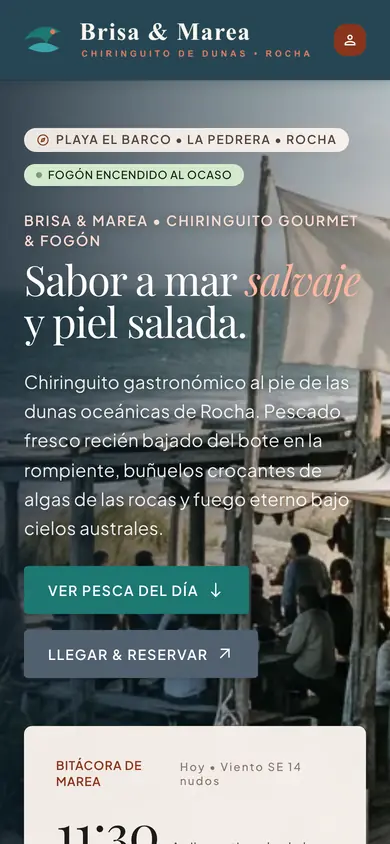 Brisa & Marea
CHIRINGUITO DE DUNAS • ROCHA
PLAYA EL BARCO • LA PEDRERA • ROCHA
FOGÓN ENCENDIDO AL OCASO
BRISA & MAREA • CHIRINGUITO GOURMET
& FOGÓN
Sabor a mar salvaje
y piel salada.
Chiringuito gastronómico al pie de las
dunas oceánicas de Rocha. Pescado
fresco recién bajado del bote en la
rompiente, buñuelos crocantes de
algas de las rocas y fuego eterno bajo
cielos australes.
VER PESCA DEL DÍA ↓
LLEGAR & RESERVAR ↗
BITÁCORA DE
MAREA
Hoy • Viento SE 14
nudos
11:30